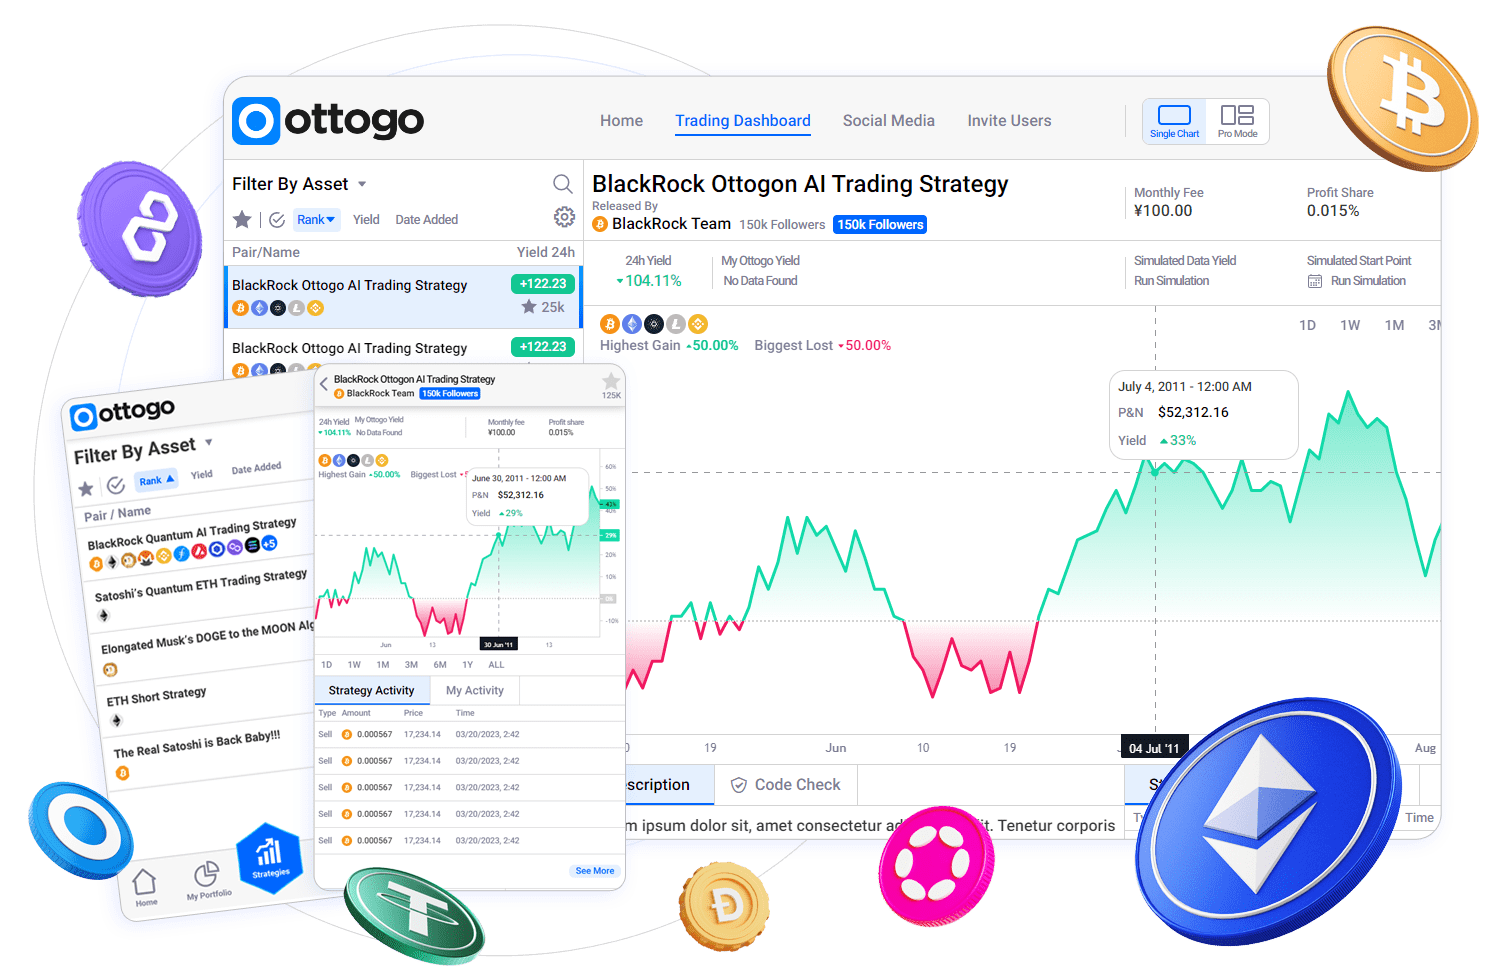 ottogo
Home
Trading Dashboard
Social Media
Invite Users
Single Chart
Pro Mode
Filter By Asset
Rank
Yield
Date Added
Pair/Name
Yield 24h
BlackRock Ottogo AI Trading Strategy
+122.23
25k
BlackRock Ottogo AI Trading Strategy
+122.23
BlackRock Ottogon AI Trading Strategy
Released By
BlackRock Team 150k Followers 150k Followers
Monthly Fee
¥100.00
Profit Share
0.015%
24h Yield
104.11%
My Ottogo Yield
No Data Found
Simulated Data Yield
Run Simulation
Simulated Start Point
Run Simulation
Highest Gain 50.00% Biggest Lost 50.00%
1D 1W 1M
July 4, 2011 - 12:00 AM
P&N $52,312.16
Yield 33%
19 Jun 10 19 04 Jul '11 Aug
scription
Code Check
m ipsum dolor sit, amet consectetur
it. Tenetur corporis
Time
ottogo
Filter By Asset
Rank Yield Date Added
Pair / Name
BlackRock Quantum AI Trading Strategy
+5
Satoshi's Quantum ETH Trading Strategy
Elongated Musk's DOGE to the MOON Alg
ETH Short Strategy
The Real Satoshi is Back Baby!!!
Home
My Portfolio
Strategies
BlackRock Ottogon AI Trading Strategy
BlackRock Team 150k Followers
125K
24h Yield
104.11%
My Ottogo Yield
No Data Found
Monthly fee
¥100.00
Profit share
0.015%
Highest Gain 50.00% Biggest Lost
June 30, 2011 - 12:00 AM
P&N $52,312.16
Yield 29%
60%
50%
42%
40%
29%
20%
10%
0%
-10%
Jun 13 30 Jun '11 13
1D 1W 1M 3M 6M 1Y ALL
Strategy Activity
My Activity
Type Amount Price Time
Sell 0.000567 17,234.14 03/20/2023, 2:42
Sell 0.000567 17,234.14 03/20/2023, 2:42
Sell 0.000567 17,234.14 03/20/2023, 2:42
Sell 0.000567 17,234.14 03/20/2023, 2:42
Sell 0.000567 17,234.14 03/20/2023, 2:42
See More